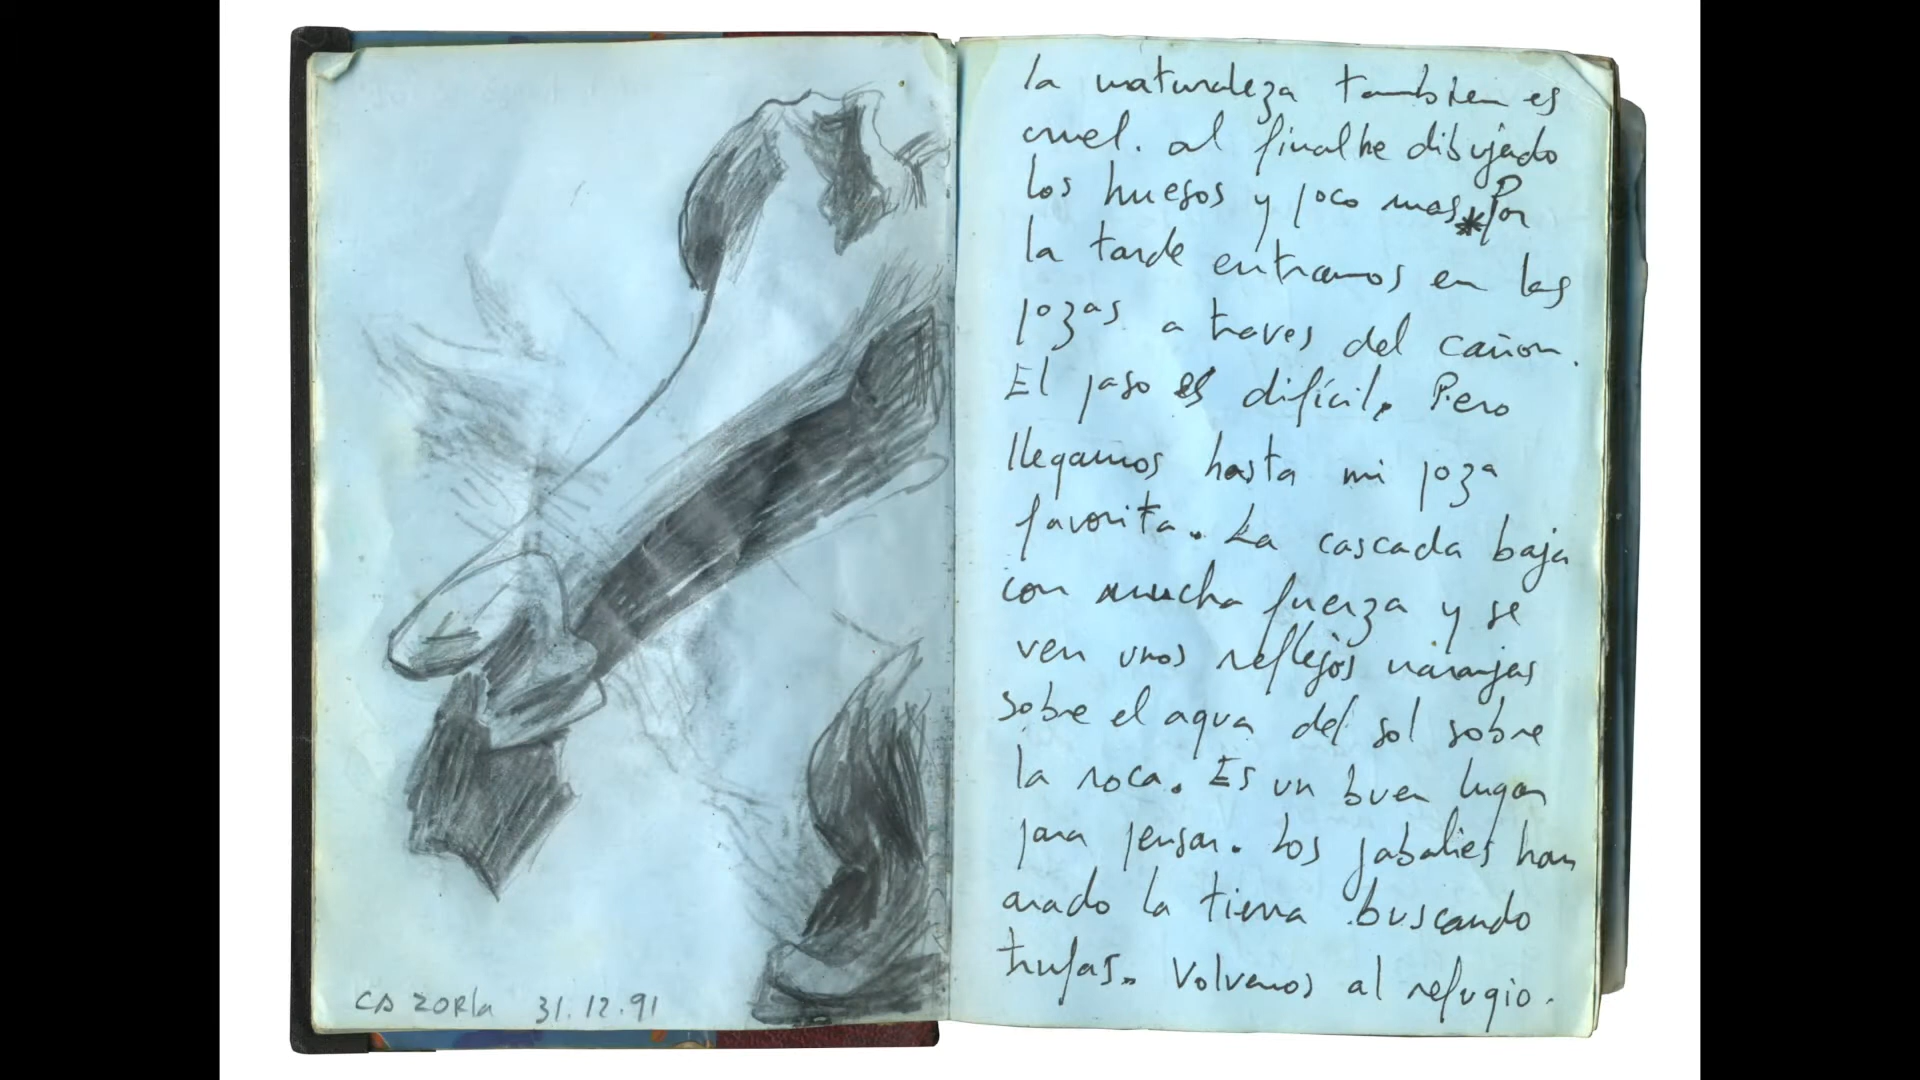 CAZORLA 31.12.91
la naturaleza tambien es
cruel. al final he dibujado
los huesos y poco mas * Por
la tarde entramos en las
pozas a traves del cañon.
El paso es difícil. Pero
llegamos hasta mi poza
favorita. La cascada baja
con mucha fuerza y se
ven unos reflejos naranjas
sobre el agua del sol sobre
la roca. Es un buen lugar
para pensar. Los jabalies han
arado la tierra buscando
trufas. Volvemos al refugio.